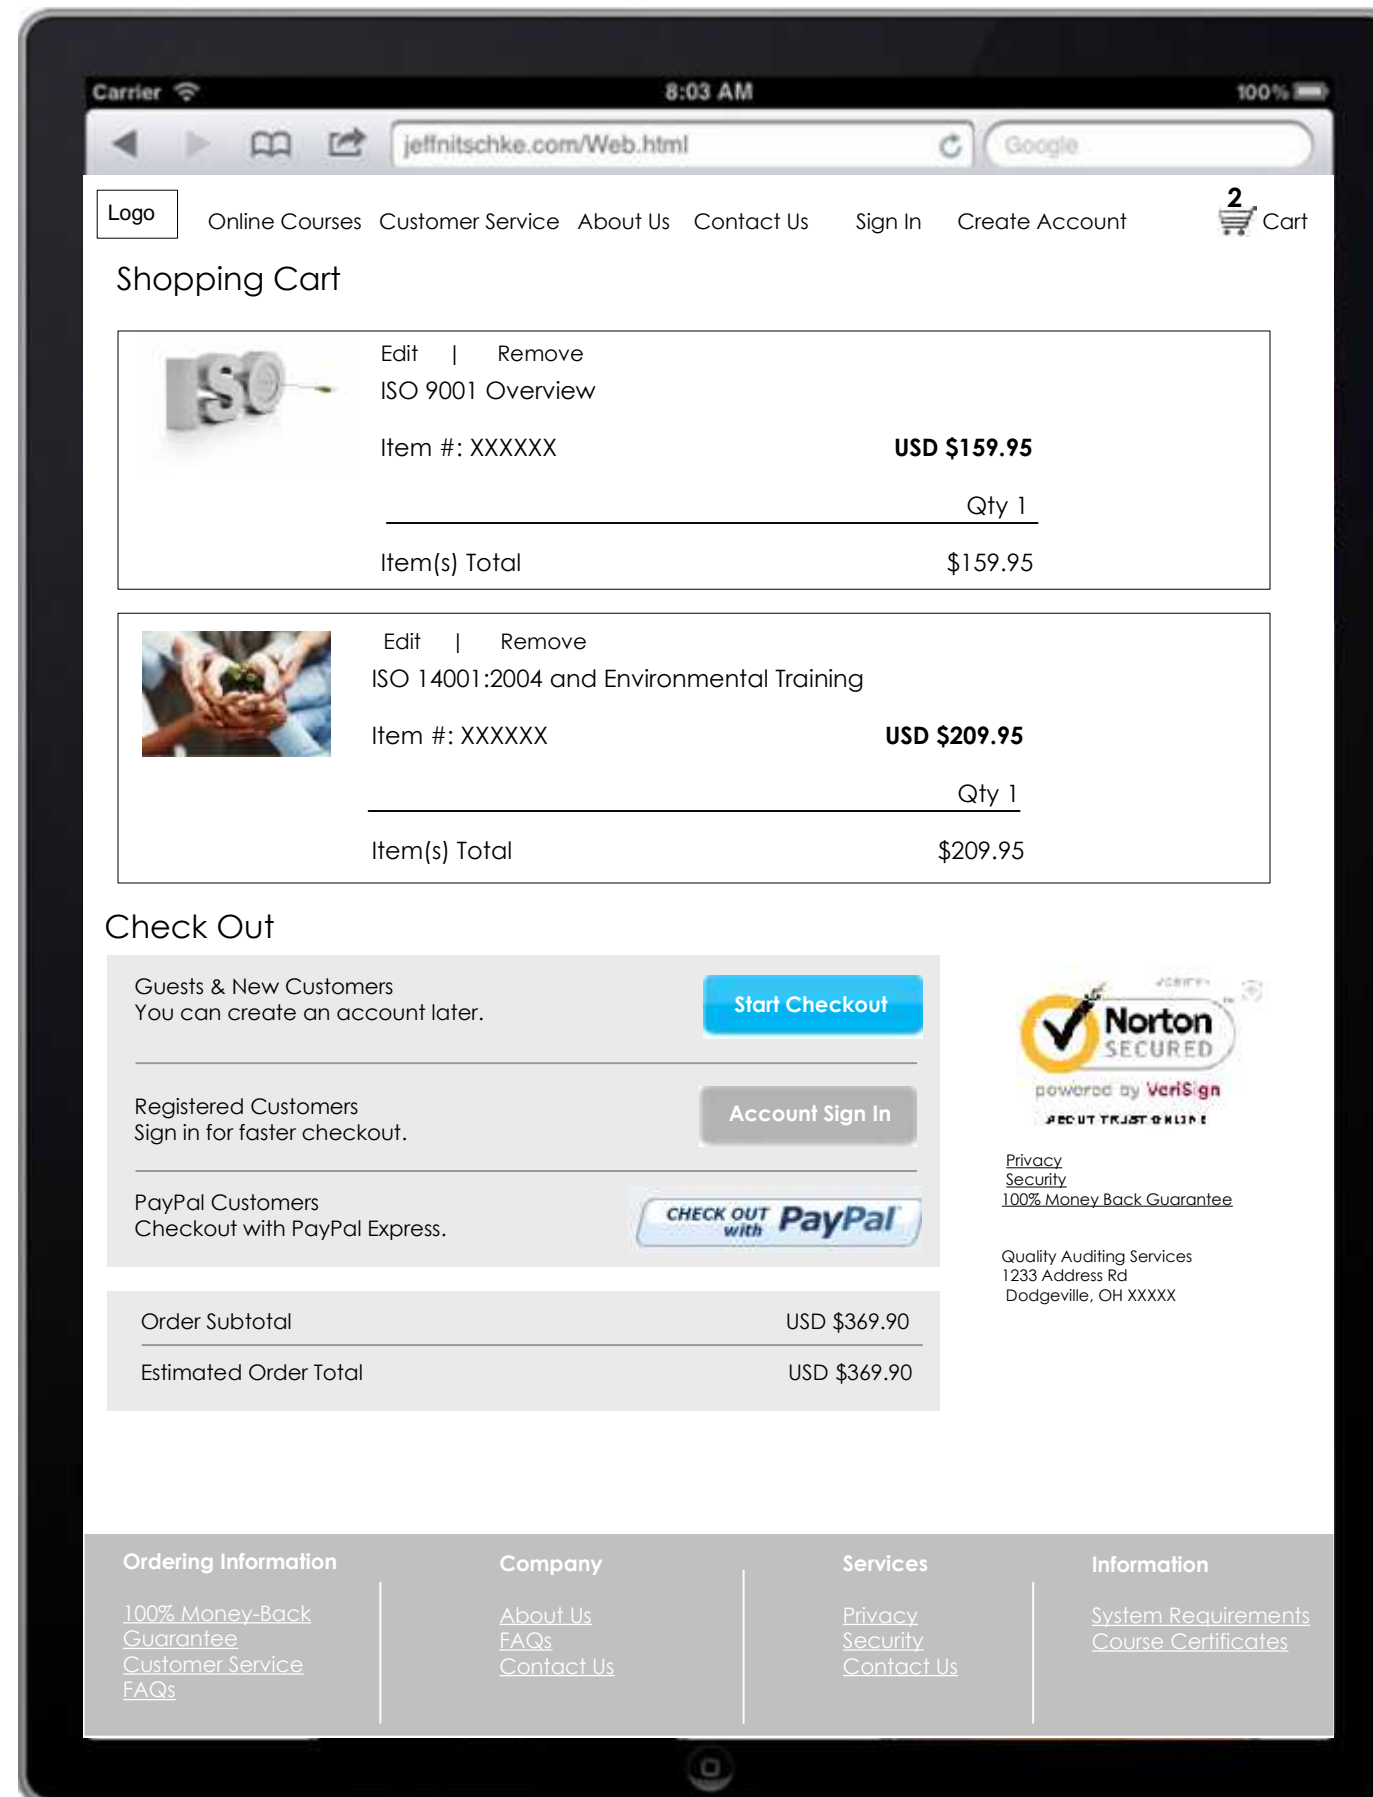 Carrier 8:03 AM 100%
jeffnitschke.com/Web.html Google
Logo Online Courses Customer Service About Us Contact Us Sign In Create Account 2 Cart
Shopping Cart
ISO
Edit | Remove
ISO 9001 Overview
Item #: XXXXXX USD $159.95
Qty 1
Item(s) Total $159.95
Edit | Remove
ISO 14001:2004 and Environmental Training
Item #: XXXXXX USD $209.95
Qty 1
Item(s) Total $209.95
Check Out
Guests & New Customers
You can create an account later.
Start Checkout
Registered Customers
Sign in for faster checkout.
Account Sign In
PayPal Customers
Checkout with PayPal Express.
CHECK OUT with PayPal
Order Subtotal USD $369.90
Estimated Order Total USD $369.90
Norton
SECURED
powered by VeriSign
ABOUT TRUST ONLINE
Privacy
Security
100% Money Back Guarantee
Quality Auditing Services
1233 Address Rd
Dodgeville, OH XXXXX
Ordering Information
100% Money-Back
Guarantee
Customer Service
FAQs
Company
About Us
FAQs
Contact Us
Services
Privacy
Security
Contact Us
Information
System Requirements
Course Certificates